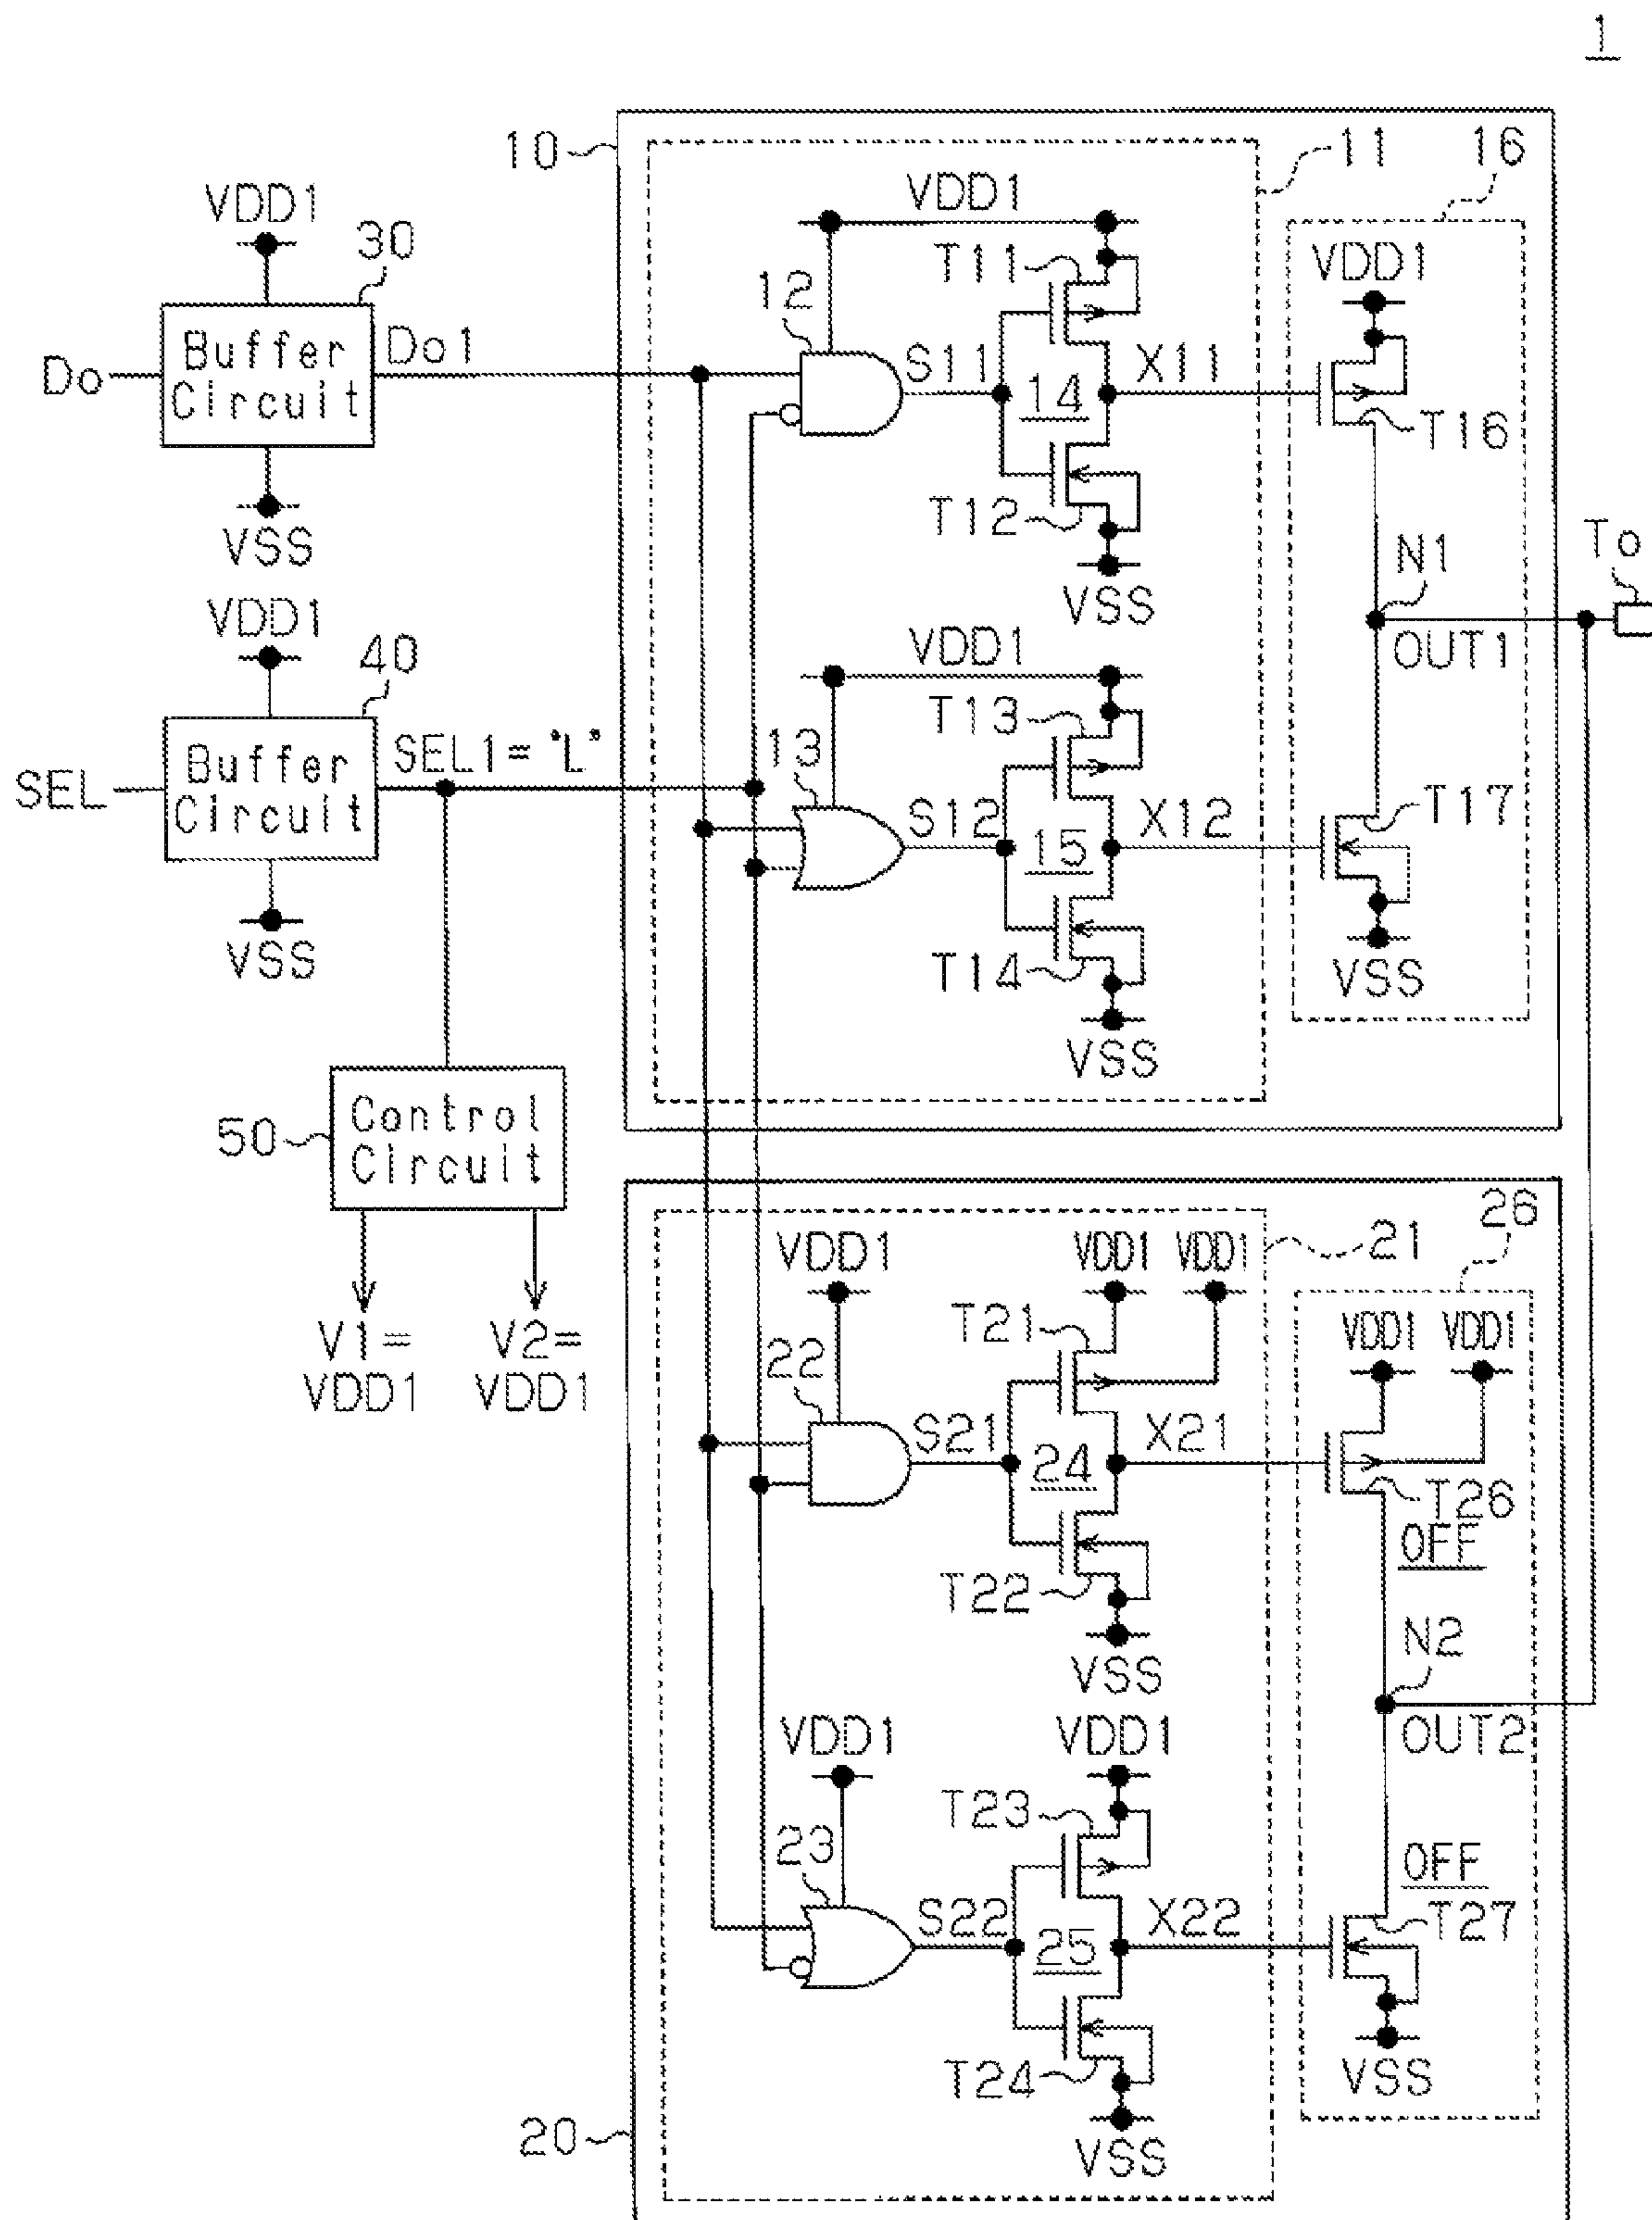 1
10
11
16
VDD1
30
Buffer
Circuit
Do
Do1
VSS
VDD1
40
Buffer
Circuit
SEL
SEL1="L"
VSS
50
Control
Circuit
V1=
VDD1
V2=
VDD1
VDD1
T11
12
S11
14
X11
T12
VSS
VDD1
T13
13
S12
15
X12
T14
VSS
VDD1
T16
N1
OUT1
To
T17
VSS
20
21
26
VDD1
VDD1
VDD1
T21
22
S21
24
X21
T22
VSS
VDD1
VDD1
T23
23
S22
25
X22
T24
VSS
VDD1
VDD1
T26
OFF
N2
OUT2
OFF
T27
VSS